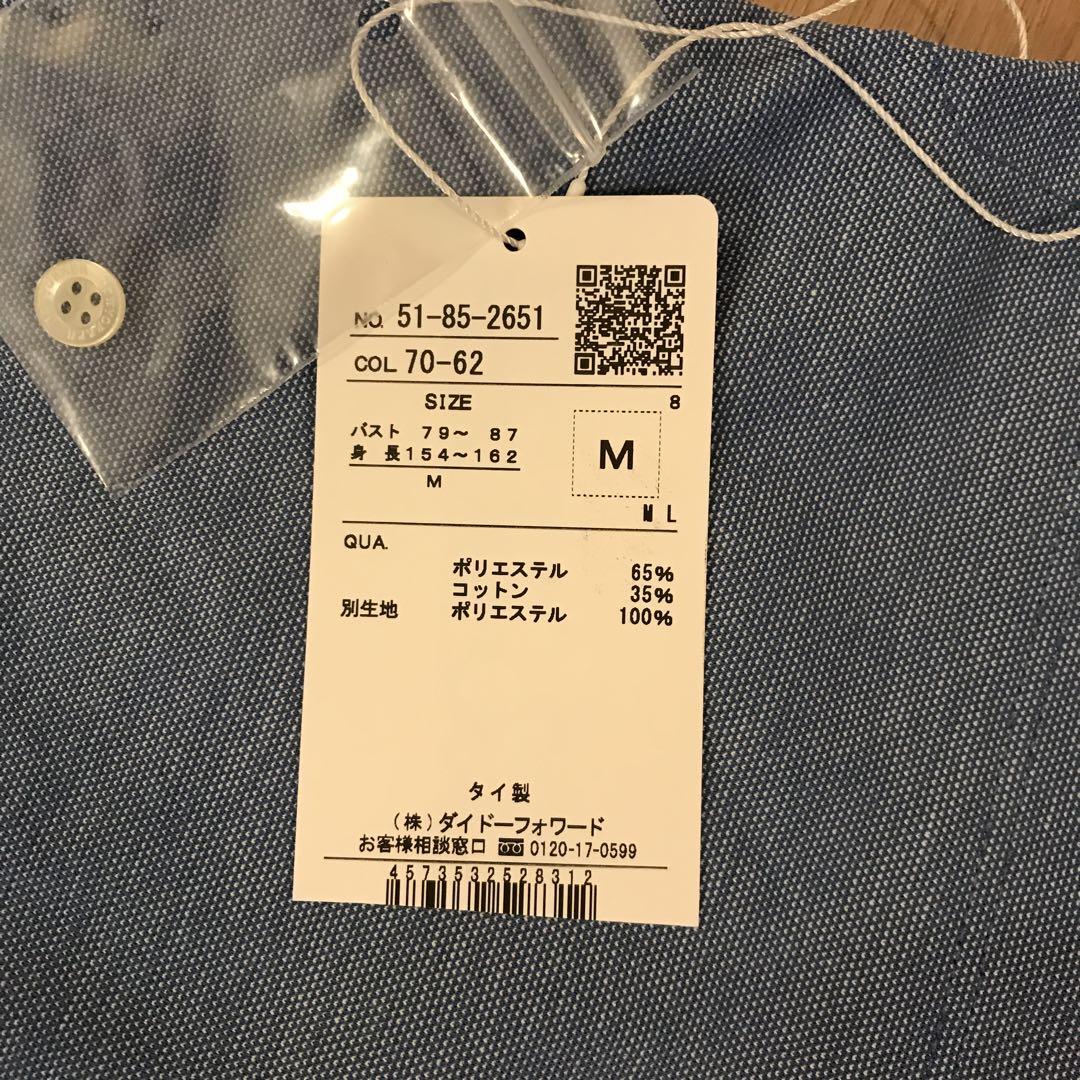 NO. 51-85-2651
COL 70-62
SIZE 8
バスト 79〜 87
身 長154〜162
M
M
M L
QUA.
ポリエステル 65%
コットン 35%
別生地 ポリエステル 100%
タイ製
(株)ダイドーフォワード
お客様相談窓口 0120-17-0599
4573532528312